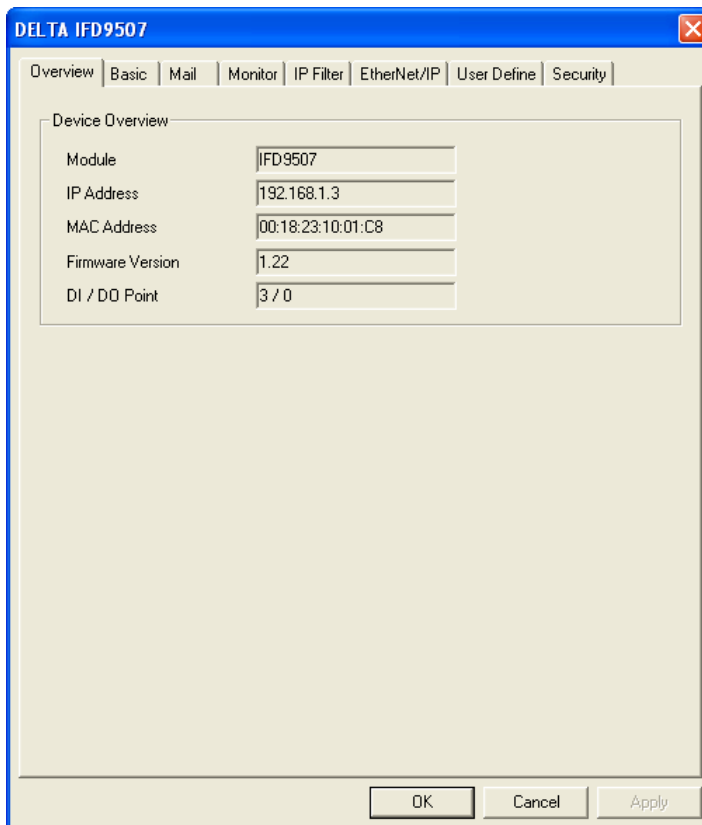 DELTA IFD9507
Overview Basic Mail Monitor IP Filter EtherNet/IP User Define Security
Device Overview
Module IFD9507
IP Address 192.168.1.3
MAC Address 00:18:23:10:01:C8
Firmware Version 1.22
DI / DO Point 3 / 0
OK Cancel Apply